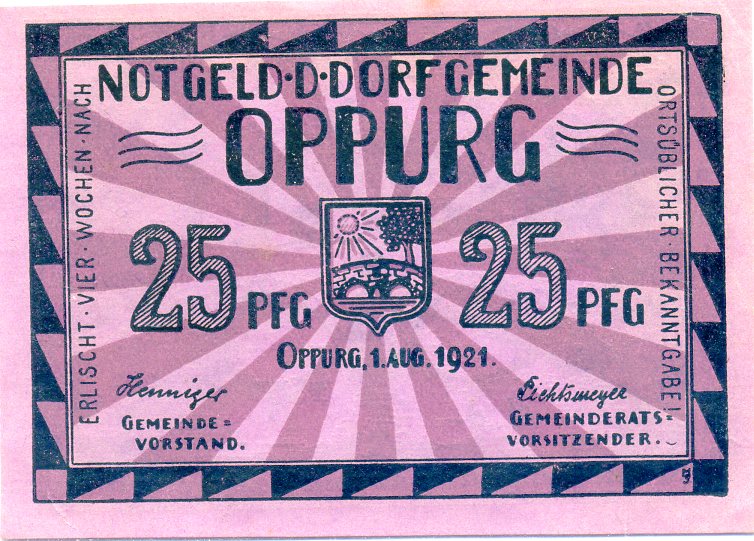 NOTGELD·D·DORFGEMEINDE
OPPURG
ERLISCHT·VIER·WOCHEN·NACH
ORTSÜBLICHER·BEKANNTGABE!
25 PFG
25 PFG
OPPURG, 1. AUG. 1921.
Henniger
GEMEINDE=
VORSTAND.
Lichtsmeyer
GEMEINDERATS=
VORSITZENDER.